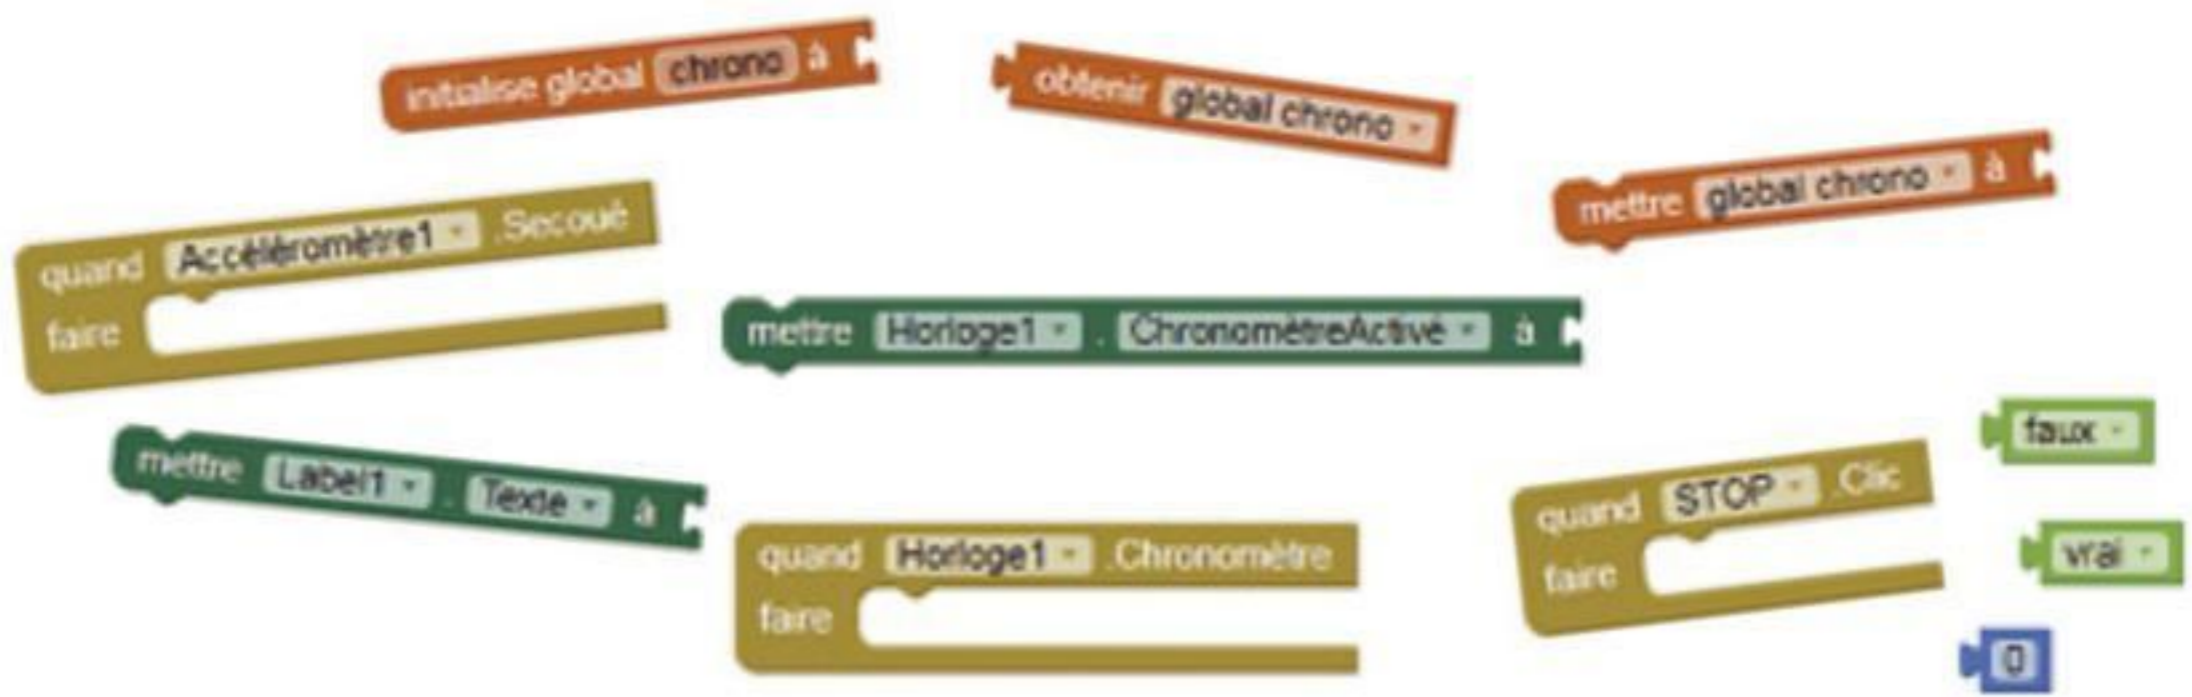 initialise global chrono à
obtenir global chrono
mettre global chrono à
quand Accéléromètre1 .Secoué
faire
mettre Horloge1 . ChronomètreActivé à
mettre Label1 . Texte à
quand Horloge1 .Chronomètre
faire
quand STOP .Clic
faire
faux
vrai
0